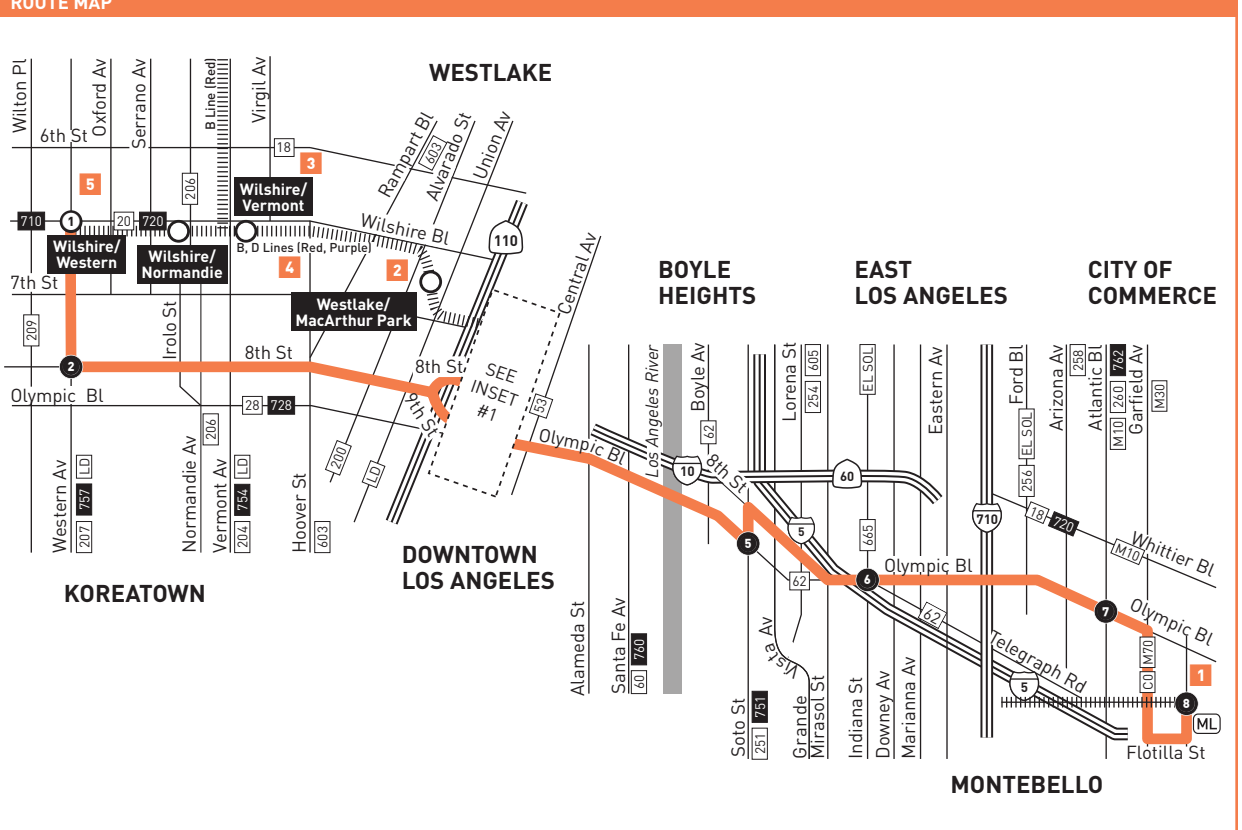 ROUTE MAP
WESTLAKE
Wilton Pl
Oxford Av
Serrano Av
B Line (Red)
Virgil Av
6th St
18
3
Rampart Bl
603
Alvarado St
Union Av
5
206
Wilshire/
Vermont
710
1
20
720
Wilshire Bl
110
Central Av
Wilshire/
Western
Wilshire/
Normandie
B, D Lines (Red, Purple)
4
2
7th St
Westlake/
MacArthur Park
209
Irolo St
2
8th St
8th St
SEE
INSET
#1
9th St
53
Olympic Bl
28
728
206
200
LD
Western Av
207
757
LD
Normandie Av
Vermont Av
204
754
LD
Hoover St
603
KOREATOWN
DOWNTOWN
LOS ANGELES
BOYLE
HEIGHTS
EAST
LOS ANGELES
CITY OF
COMMERCE
Los Angeles River
Boyle Av
62
Lorena St
254
605
EL SOL
Eastern Av
Ford Bl
256
EL SOL
Arizona Av
258
Atlantic Bl
M10
260
762
Garfield Av
M30
Olympic Bl
10
8th St
60
5
710
18
720
M10
Whittier Bl
5
665
62
6
Olympic Bl
62
7
Olympic Bl
Telegraph Rd
5
CO
M70
1
8
ML
Flotilla St
Alameda St
Santa Fe Av
60
760
Soto St
251
751
Grande
Vista Av
Mirasol St
Indiana St
Downey Av
Marianna Av
MONTEBELLO